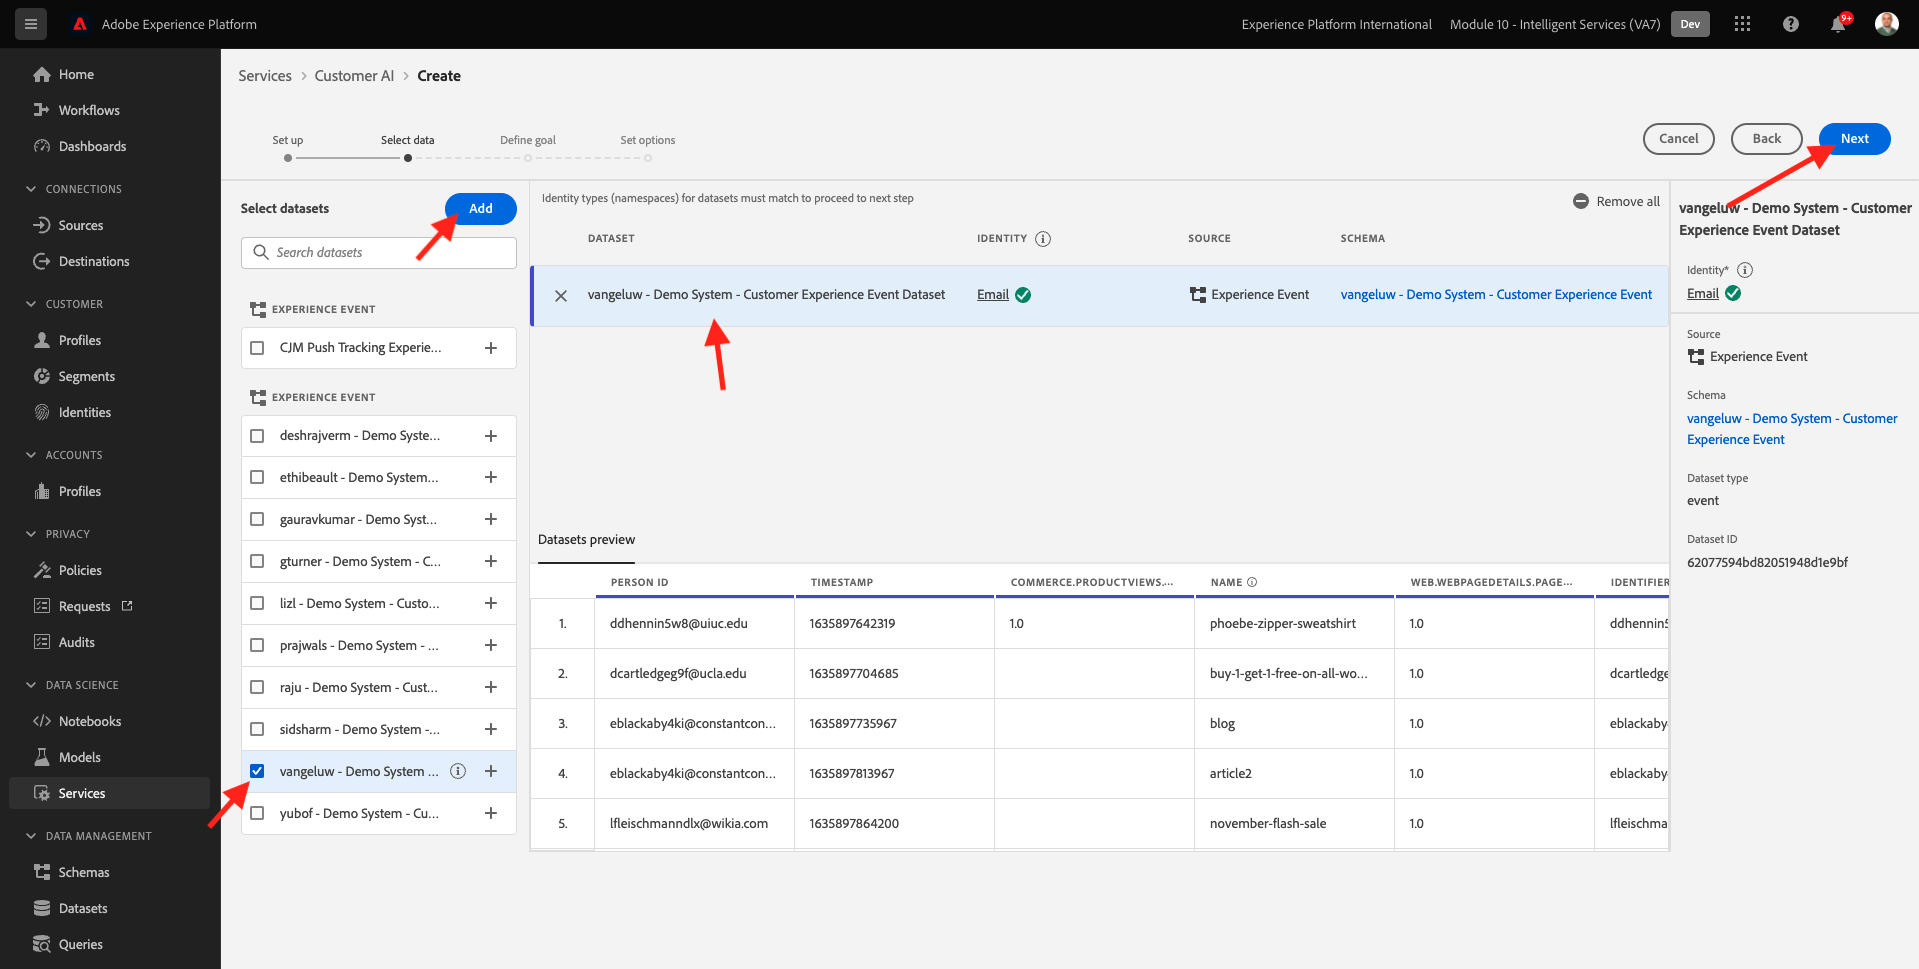 Adobe Experience Platform
Experience Platform International
Module 10 - Intelligent Services (VA7)
Dev
9+
Home
Workflows
Dashboards
CONNECTIONS
Sources
Destinations
CUSTOMER
Profiles
Segments
Identities
ACCOUNTS
Profiles
PRIVACY
Policies
Requests
Audits
DATA SCIENCE
Notebooks
Models
Services
DATA MANAGEMENT
Schemas
Datasets
Queries
Services > Customer AI > Create
Set up
Select data
Define goal
Set options
Cancel
Back
Next
Select datasets
Add
Search datasets
EXPERIENCE EVENT
CJM Push Tracking Experie...
EXPERIENCE EVENT
deshrajverm - Demo Syste...
ethibeault - Demo System...
gauravkumar - Demo Syst...
gturner - Demo System - C...
lizl - Demo System - Custo...
prajwals - Demo System - ...
raju - Demo System - Cust...
sidsharm - Demo System -...
vangeluw - Demo System ...
yubof - Demo System - Cu...
Identity types (namespaces) for datasets must match to proceed to next step
Remove all
DATASET IDENTITY SOURCE SCHEMA
vangeluw - Demo System - Customer Experience Event Dataset Email Experience Event vangeluw - Demo System - Customer Experience Event
Datasets preview
PERSON ID TIMESTAMP COMMERCE.PRODUCTVIEWS.... NAME WEB.WEBPAGEDETAILS.PAGE... IDENTIFIER
1. ddhennin5w8@uiuc.edu 1635897642319 1.0 phoebe-zipper-sweatshirt 1.0 ddhennin5
2. dcartledgeg9f@ucla.edu 1635897704685 buy-1-get-1-free-on-all-wo... 1.0 dcartledge
3. eblackaby4ki@constantcon... 1635897735967 blog 1.0 eblackaby
4. eblackaby4ki@constantcon... 1635897813967 article2 1.0 eblackaby
5. lfleischmanndlx@wikia.com 1635897864200 november-flash-sale 1.0 lfleischma
vangeluw - Demo System - Customer
Experience Event Dataset
Identity*
Email
Source
Experience Event
Schema
vangeluw - Demo System - Customer
Experience Event
Dataset type
event
Dataset ID
62077594bd82051948d1e9bf